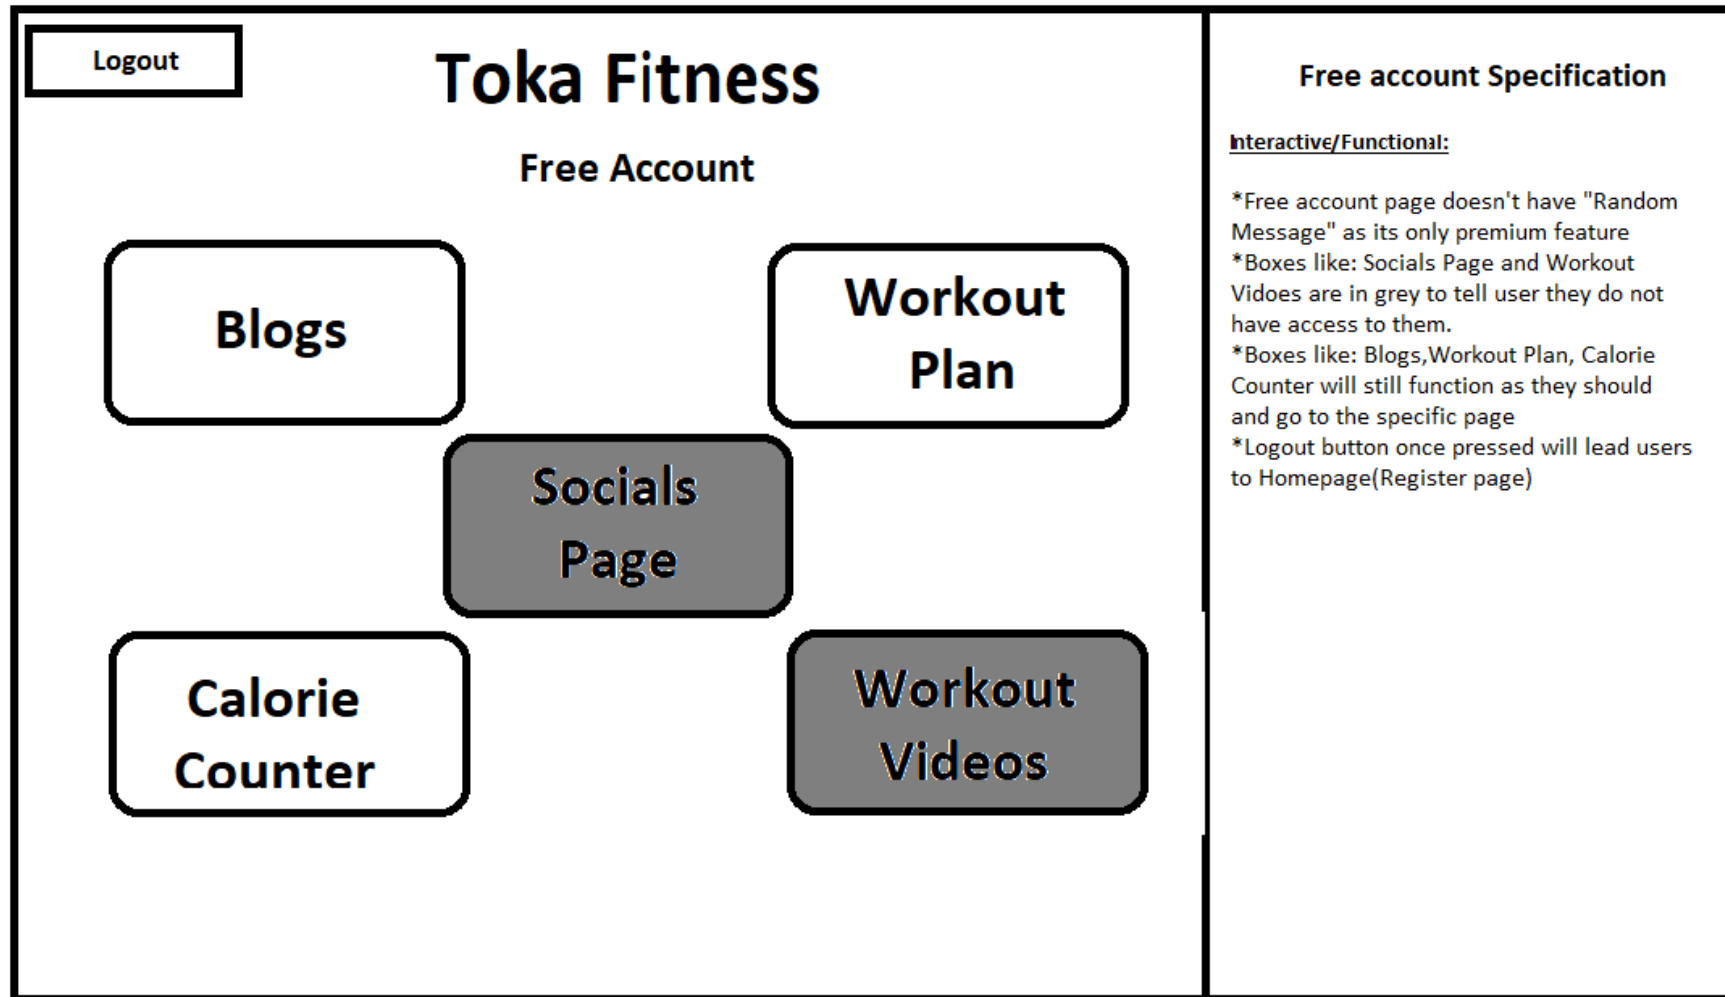 Logout
Toka Fitness
Free Account
Blogs
Workout
Plan
Socials
Page
Calorie
Counter
Workout
Videos
Free account Specification
Interactive/Functional:
*Free account page doesn't have "Random
Message" as its only premium feature
*Boxes like: Socials Page and Workout
Vidoes are in grey to tell user they do not
have access to them.
*Boxes like: Blogs,Workout Plan, Calorie
Counter will still function as they should
and go to the specific page
*Logout button once pressed will lead users
to Homepage(Register page)